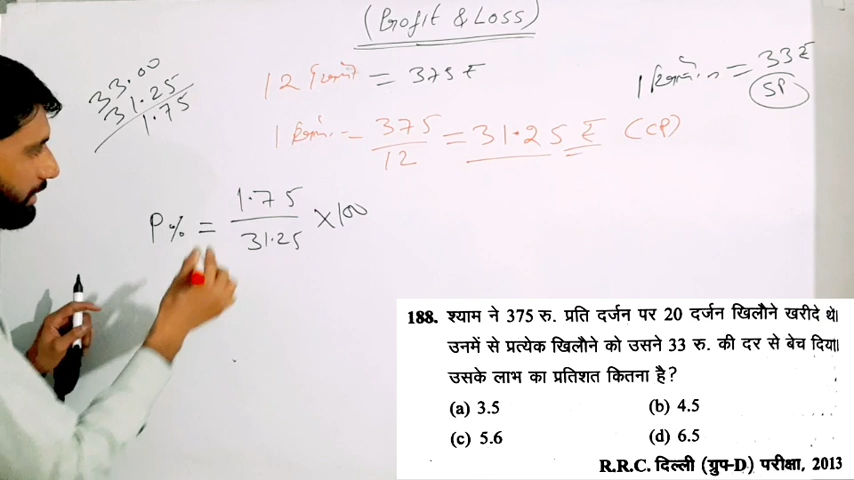 (Profit & Loss)
33.00
31.25
1.75
12 खिलौने = 375₹
1 खिलौना = 33₹
SP
1 = 375/12 = 31.25 ₹ (CP)
P% = 1.75/31.25 × 100
188. श्याम ने 375 रु. प्रति दर्जन पर 20 दर्जन खिलौने खरीदे थे।
उनमें से प्रत्येक खिलौने को उसने 33 रु. की दर से बेच दिया।
उसके लाभ का प्रतिशत कितना है?
(a) 3.5 (b) 4.5
(c) 5.6 (d) 6.5
R.R.C. दिल्ली (ग्रुप-D) परीक्षा, 2013